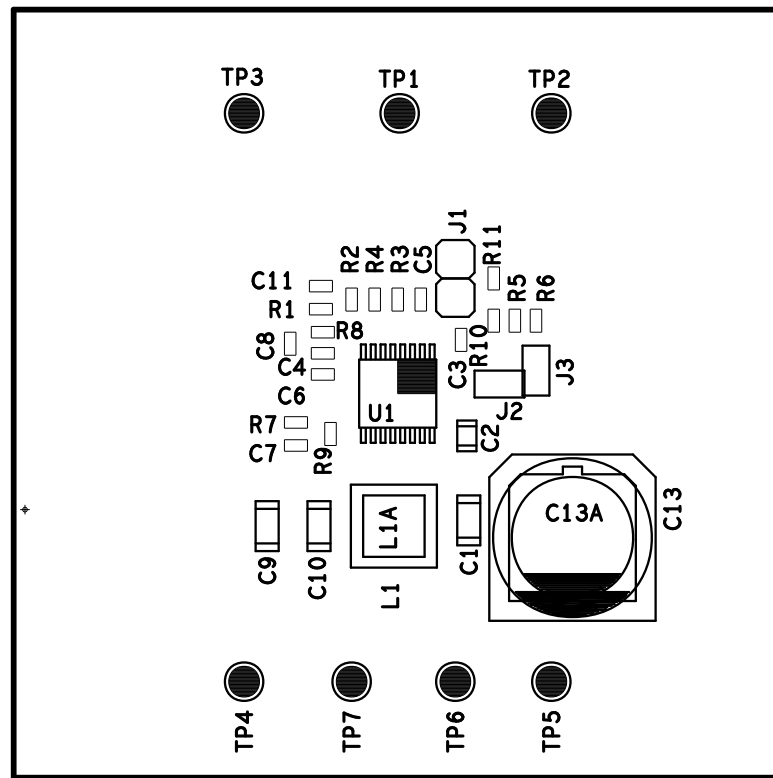 TP3
TP1
TP2
J1
R11
R2
R4
R3
C5
C11
R1
R5
R6
R8
C8
R10
C4
C3
J3
C6
J2
U1
R7
C2
C7
R9
C13A
C13
L1A
C1
C9
C10
L1
TP4
TP7
TP6
TP5